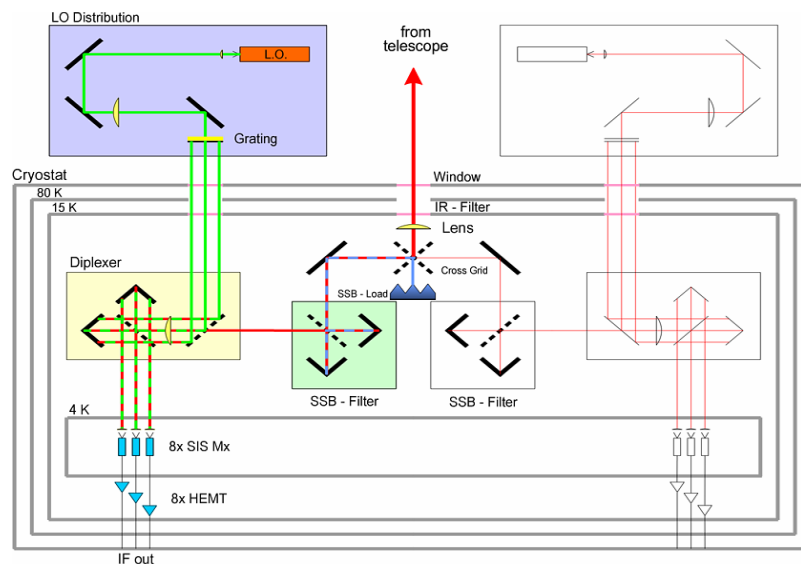 LO Distribution
L.O.
from
telescope
Grating
Cryostat
Window
80 K
15 K
IR - Filter
Lens
Diplexer
Cross Grid
SSB - Load
SSB - Filter
SSB - Filter
4 K
8x SIS Mx
8x HEMT
IF out